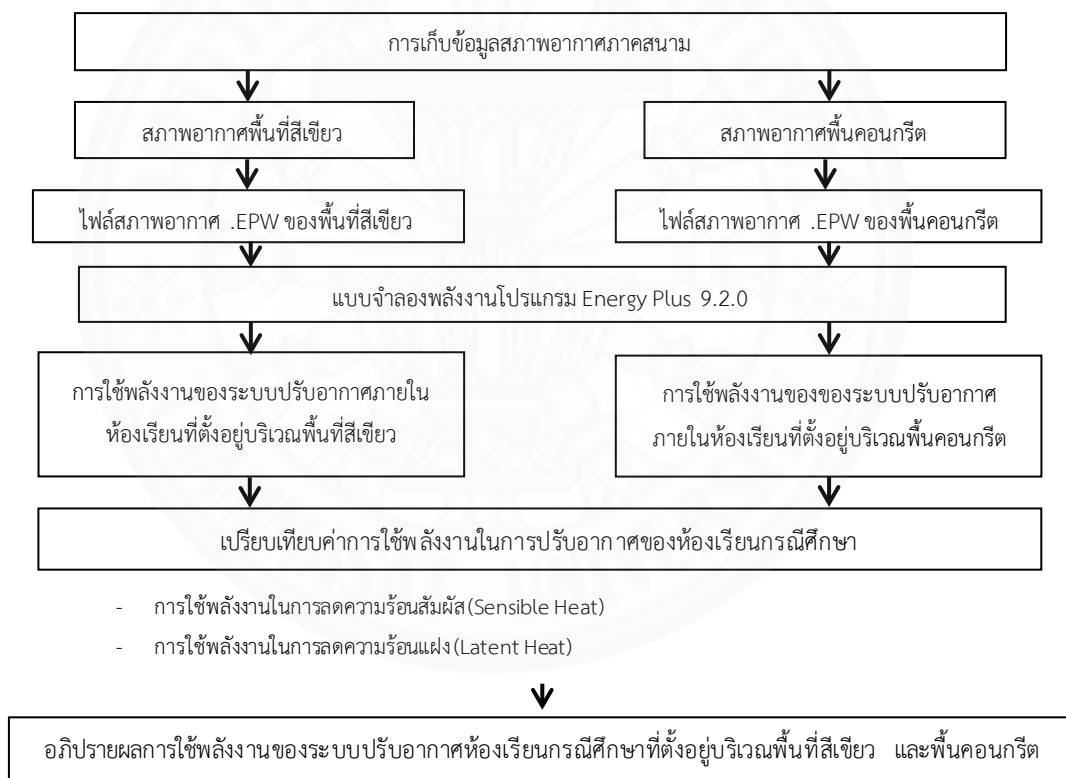 การเก็บข้อมูลสภาพอากาศภาคสนาม
สภาพอากาศพื้นที่สีเขียว
สภาพอากาศพื้นคอนกรีต
ไฟล์สภาพอากาศ .EPW ของพื้นที่สีเขียว
ไฟล์สภาพอากาศ .EPW ของพื้นคอนกรีต
แบบจำลองพลังงานโปรแกรม Energy Plus 9.2.0
การใช้พลังงานของระบบปรับอากาศภายใน
ห้องเรียนที่ตั้งอยู่บริเวณพื้นที่สีเขียว
การใช้พลังงานของของระบบปรับอากาศ
ภายในห้องเรียนที่ตั้งอยู่บริเวณพื้นคอนกรีต
เปรียบเทียบค่าการใช้พลังงานในการปรับอากาศของห้องเรียนกรณีศึกษา
- การใช้พลังงานในการลดความร้อนสัมผัส(Sensible Heat)
- การใช้พลังงานในการลดความร้อนแฝง(Latent Heat)
อภิปรายผลการใช้พลังงานของระบบปรับอากาศห้องเรียนกรณีศึกษาที่ตั้งอยู่บริเวณพื้นที่สีเขียว และพื้นคอนกรีต